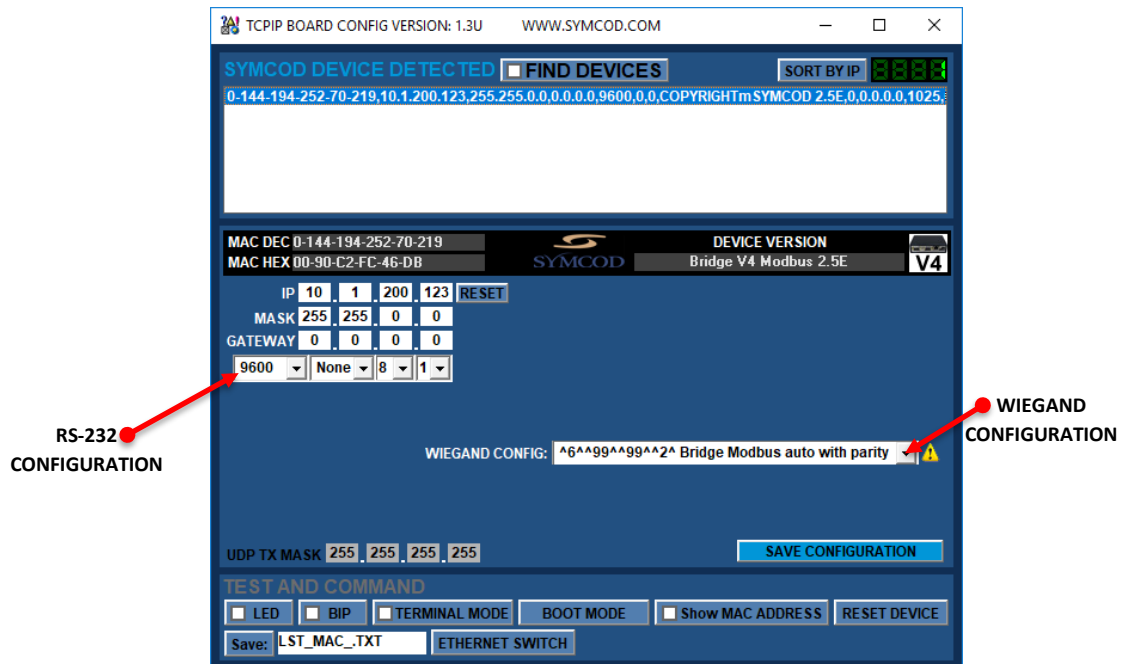 TCPIP BOARD CONFIG VERSION: 1.3U WWW.SYMCOD.COM
SYMCOD DEVICE DETECTED FIND DEVICES SORT BY IP 1
0-144-194-252-70-219,10.1.200.123,255.255.0.0,0.0.0.0,9600,0,0,COPYRIGHTmSYMCOD 2.5E,0,0.0.0.0,1025,
MAC DEC 0-144-194-252-70-219 DEVICE VERSION
MAC HEX 00-90-C2-FC-46-DB SYMCOD Bridge V4 Modbus 2.5E V4
IP 10 . 1 . 200 . 123 RESET
MASK 255 . 255 . 0 . 0
GATEWAY 0 . 0 . 0 . 0
9600 None 8 1
RS-232
CONFIGURATION
WIEGAND
CONFIGURATION
WIEGAND CONFIG: ^6^^99^^99^^2^ Bridge Modbus auto with parity
UDP TX MASK 255 . 255 . 255 . 255 SAVE CONFIGURATION
TEST AND COMMAND
LED BIP TERMINAL MODE BOOT MODE Show MAC ADDRESS RESET DEVICE
Save: LST_MAC_.TXT ETHERNET SWITCH